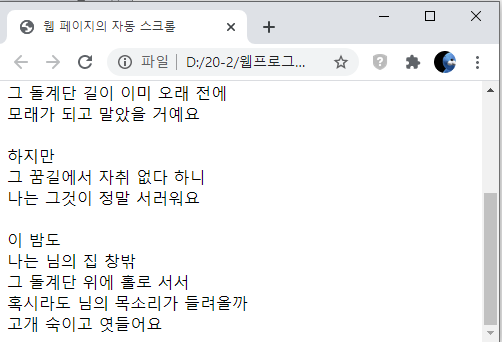 웹 페이지의 자동 스크롤
파일 | D:/20-2/웹프로그...
그 돌계단 길이 이미 오래 전에
모래가 되고 말았을 거예요
하지만
그 꿈길에서 자취 없다 하니
나는 그것이 정말 서러워요
이 밤도
나는 님의 집 창밖
그 돌계단 위에 홀로 서서
혹시라도 님의 목소리가 들려올까
고개 숙이고 엿들어요